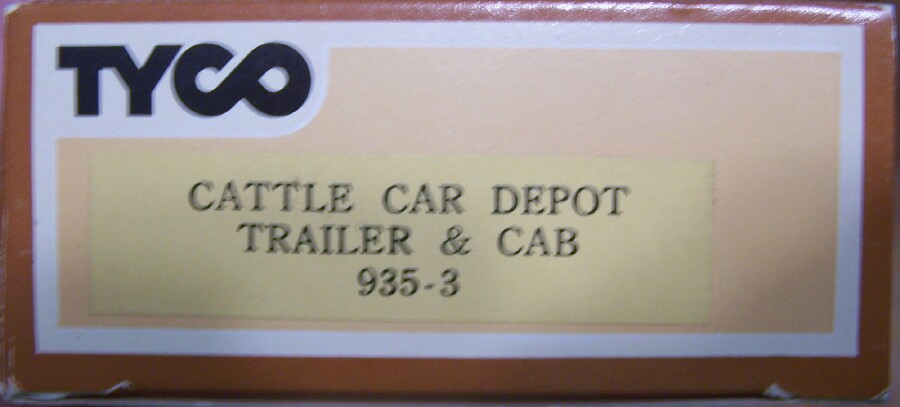 TYCO
CATTLE CAR DEPOT
TRAILER & CAB
935-3